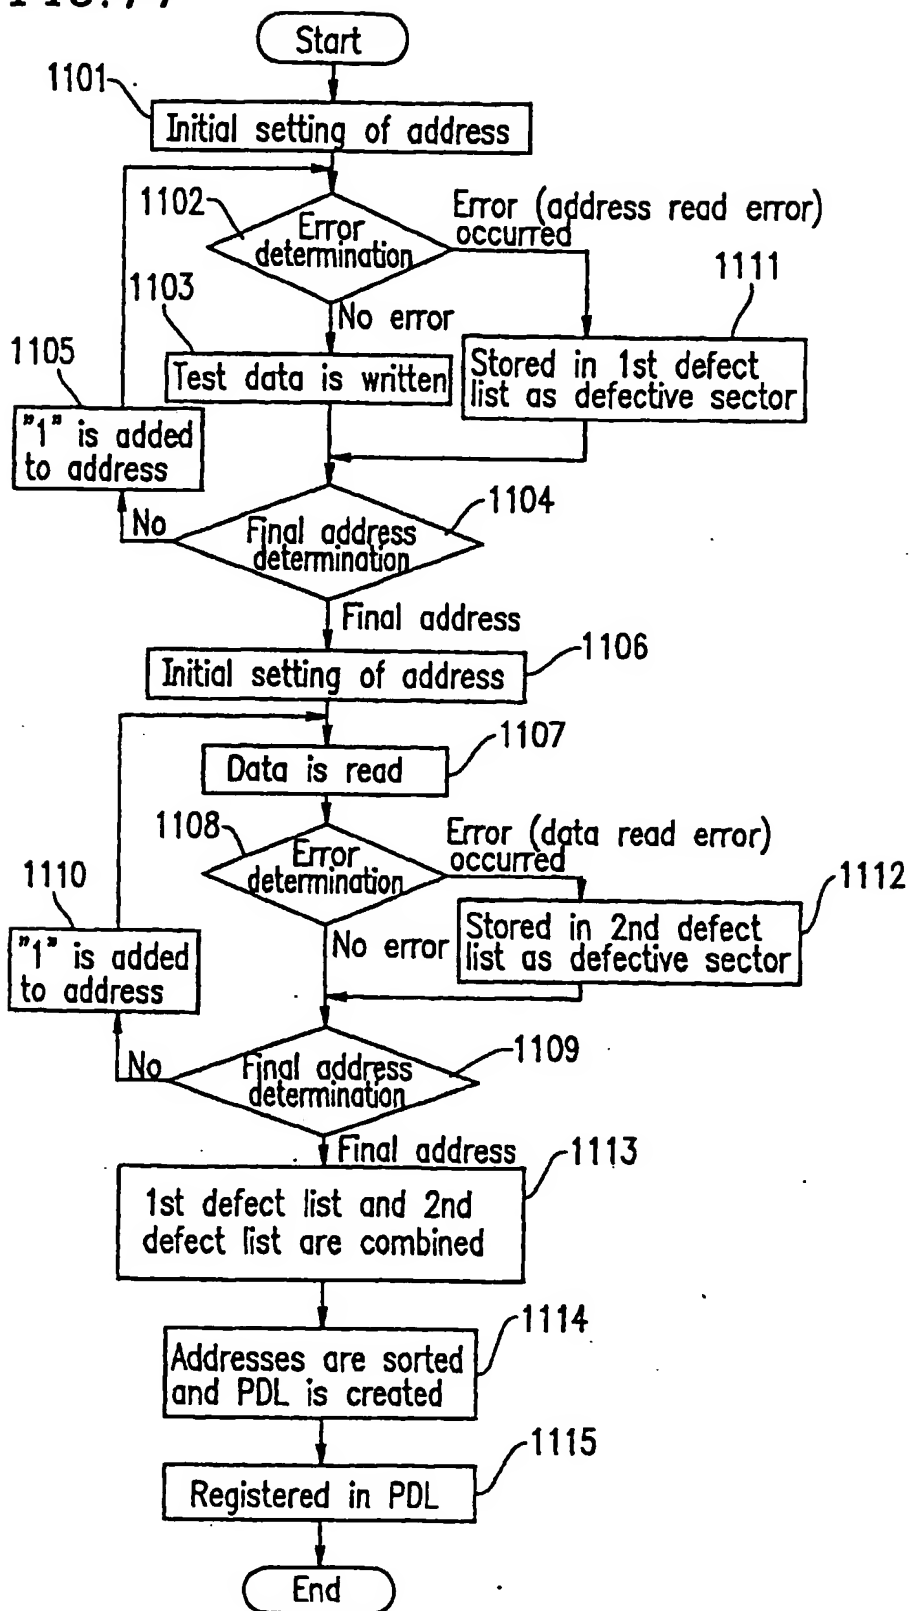 Start
1101
Initial setting of address
1102
Error
determination
Error (address read error)
occurred
1111
1103
No error
1105
Test data is written
Stored in 1st defect
list as defective sector
"1" is added
to address
1104
No
Final address
determination
Final address
1106
Initial setting of address
1107
Data is read
1108
Error
determination
Error (data read error)
occurred
1110
1112
"1" is added
to address
No error
Stored in 2nd defect
list as defective sector
1109
No
Final address
determination
Final address
1113
1st defect list and 2nd
defect list are combined
1114
Addresses are sorted
and PDL is created
1115
Registered in PDL
End